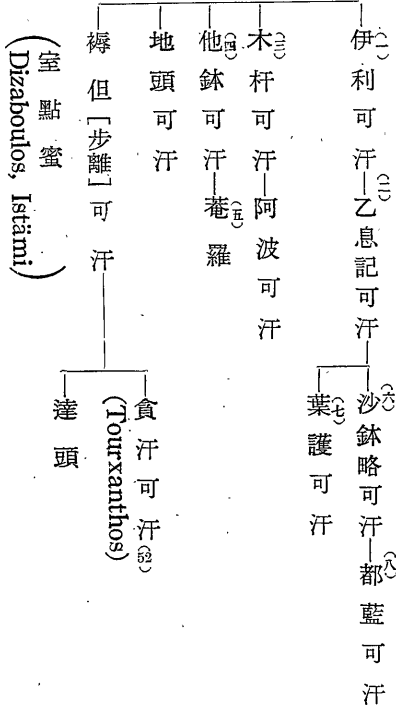 (一)伊利可汗—(二)乙息記可汗
(六)沙鉢略可汗—(八)都藍可汗
(七)葉護可汗
(三)木杆可汗—阿波可汗
(四)他鉢可汗—(五)菴羅
地頭可汗
褥但[步離]可汗
貪汗可汗(52)
(Tourxanthos)
達頭
(室點蜜
Dizaboulos, Istämi)